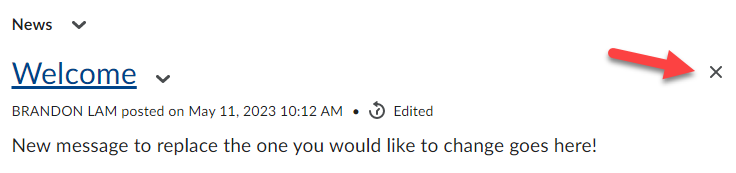 News
Welcome
BRANDON LAM posted on May 11, 2023 10:12 AM • Edited
New message to replace the one you would like to change goes here!